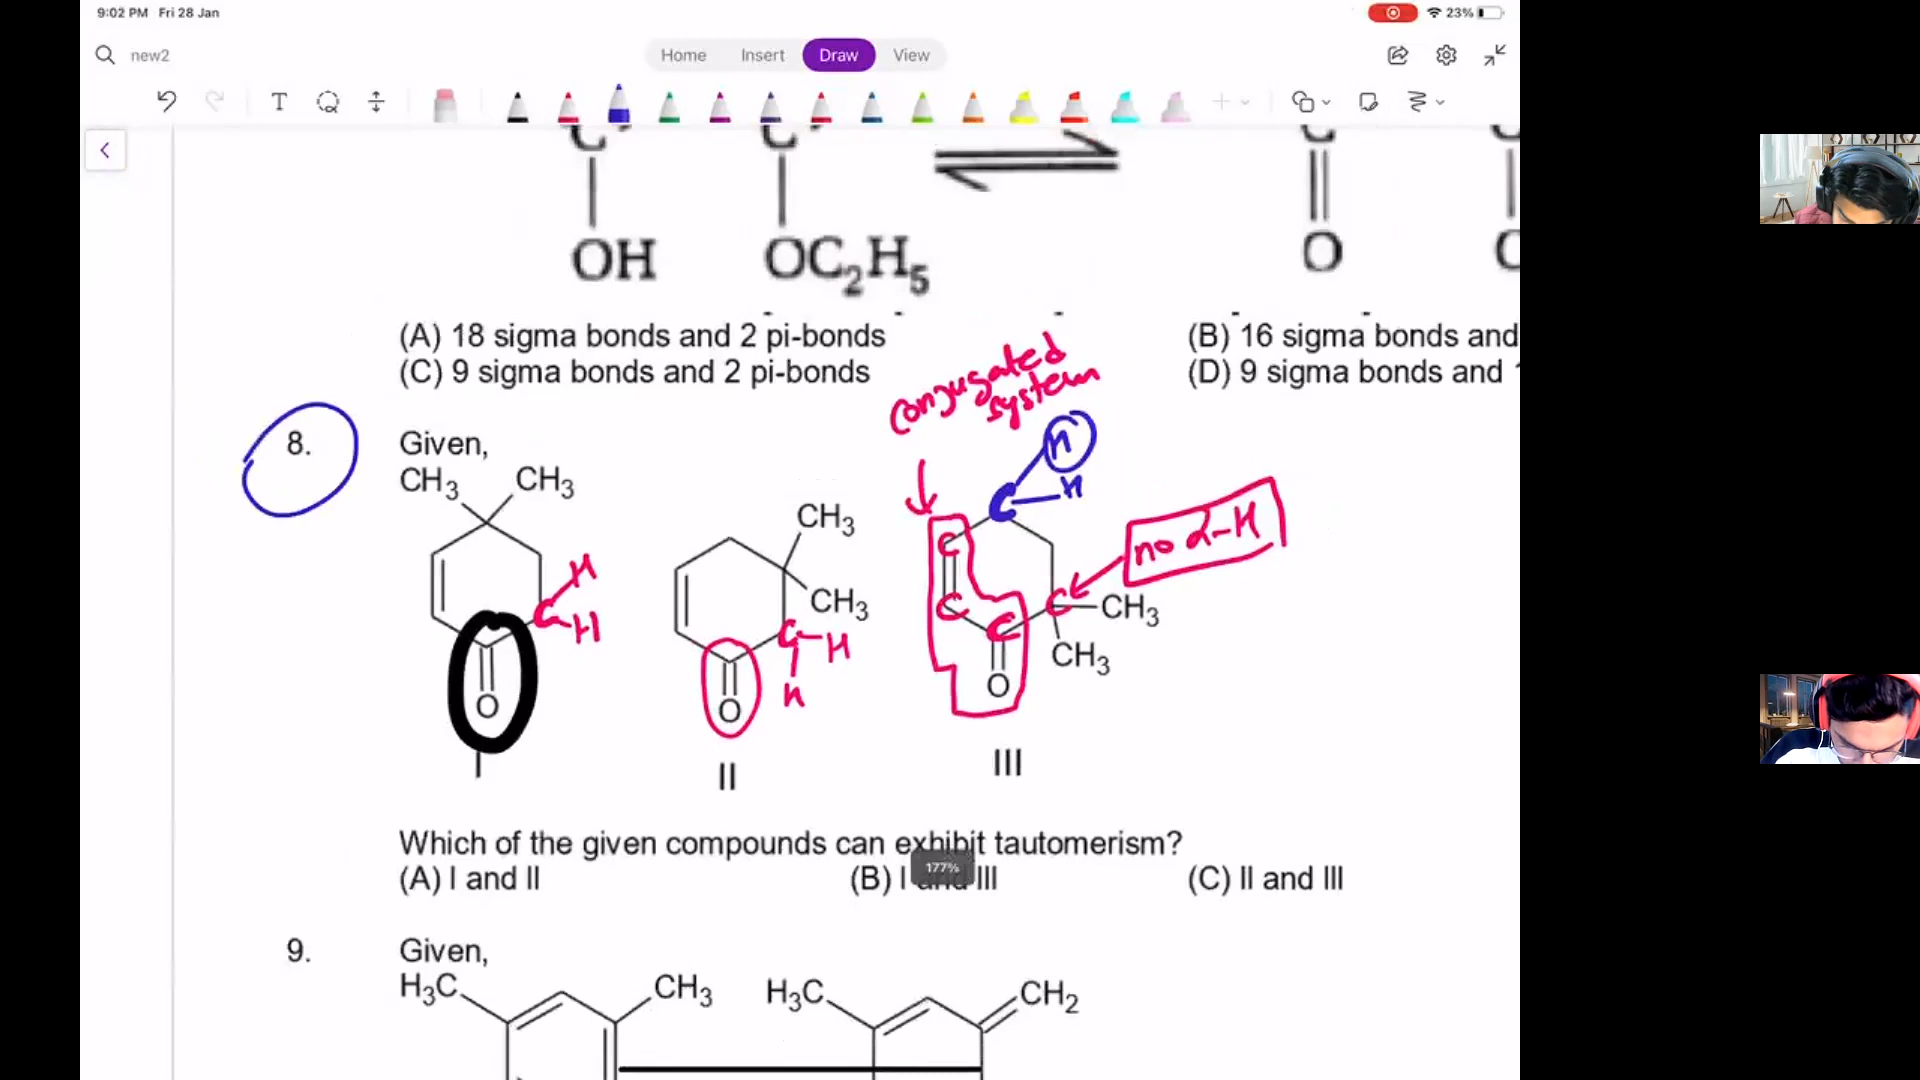 9:02 PM Fri 28 Jan
23%
new2
Home Insert Draw View
T
C C C
OH OC2H5 O
(A) 18 sigma bonds and 2 pi-bonds (B) 16 sigma bonds and
(C) 9 sigma bonds and 2 pi-bonds (D) 9 sigma bonds and
conjugated
system
8. Given,
CH3 CH3
H
C H
O
I
CH3
CH3
C H
H
O
II
H
C H
C
C
C
O
no α-H
C CH3
CH3
III
Which of the given compounds can exhibit tautomerism?
177%
(A) I and II (B) I and III (C) II and III
9. Given,
H3C CH3 H3C CH2